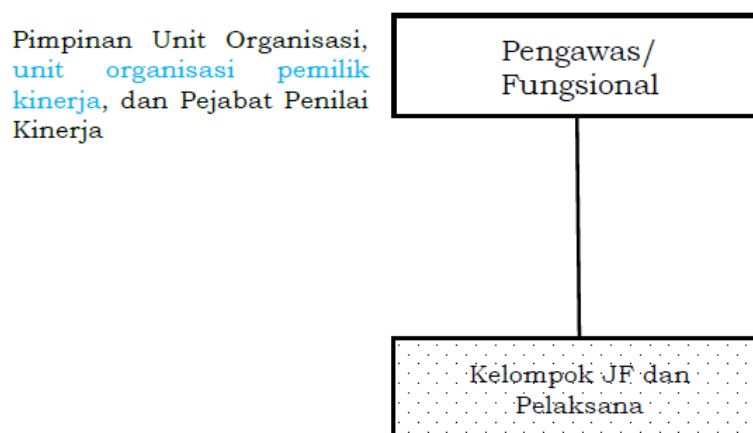 Pimpinan Unit Organisasi,
unit organisasi pemilik
kinerja, dan Pejabat Penilai
Kinerja
Pengawas/
Fungsional
Kelompok JF dan
Pelaksana